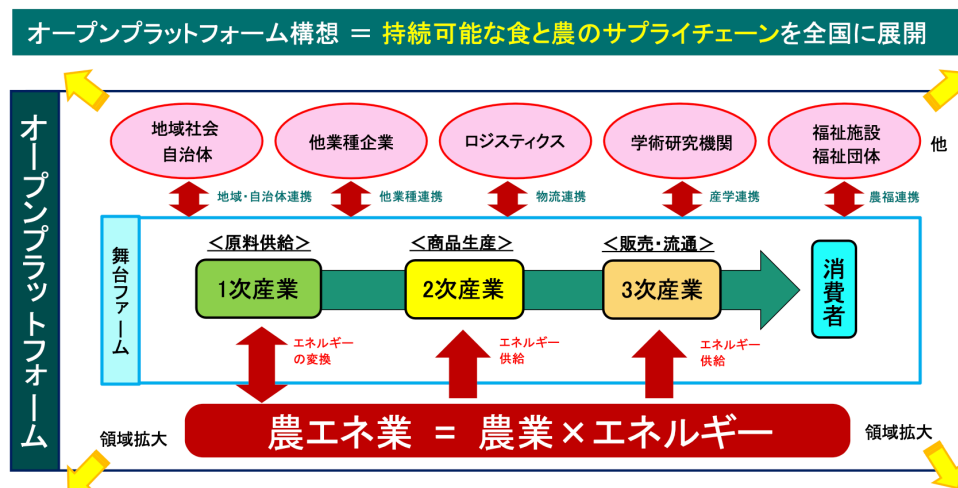 オープンプラットフォーム構想 ＝ 持続可能な食と農のサプライチェーンを全国に展開
オープンプラットフォーム
地域社会
自治体
他業種企業
ロジスティクス
学術研究機関
福祉施設
福祉団体
他
地域・自治体連携
他業種連携
物流連携
産学連携
農福連携
舞台ファーム
＜原料供給＞
＜商品生産＞
＜販売・流通＞
1次産業
2次産業
3次産業
消費者
エネルギー
の変換
エネルギー
供給
エネルギー
供給
農エネ業 ＝ 農業×エネルギー
領域拡大
領域拡大